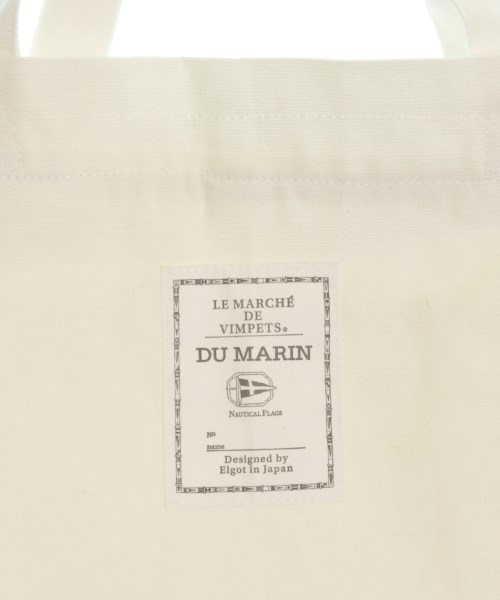 LE MARCHÉ
DE
VIMPETS®
DU MARIN
NAUTICAL FLAGS
Nº
name
Designed by
Elgot in Japan